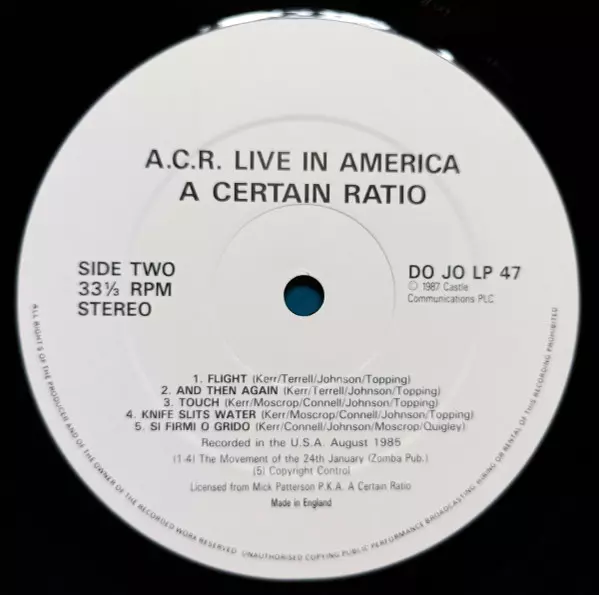 A.C.R. LIVE IN AMERICA
A CERTAIN RATIO
SIDE TWO
33⅓ RPM
STEREO
DO JO LP 47
© 1987 Castle
Communications PLC
1. FLIGHT (Kerr/Terrell/Johnson/Topping)
2. AND THEN AGAIN (Kerr/Terrell/Johnson/Topping)
3. TOUCH (Kerr/Moscrop/Connell/Johnson/Topping)
4. KNIFE SLITS WATER (Kerr/Moscrop/Connell/Johnson/Topping)
5. SI FIRMI O GRIDO (Kerr/Connell/Johnson/Moscrop/Quigley)
Recorded in the U.S.A. August 1985
(1-4) The Movement of the 24th January (Zomba Pub.)
(5) Copyright Control
Licensed from Mick Patterson P.K.A. A Certain Ratio
Made in England
ALL RIGHTS OF THE PRODUCER AND OF THE OWNER OF THE RECORDED WORK RESERVED. UNAUTHORISED COPYING PUBLIC PERFORMANCE BROADCASTING HIRING OR RENTAL OF THIS RECORDING PROHIBITED